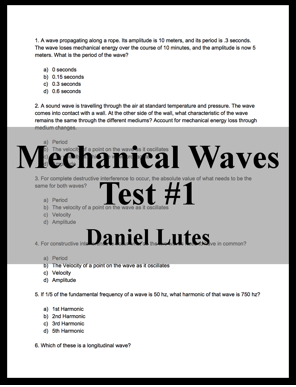 1. A wave propagating along a rope. Its amplitude is 10 meters, and its period is .3 seconds.
The wave loses mechanical energy over the course of 10 minutes, and the amplitude is now 5
meters. What is the period of the wave?
a) 0 seconds
b) 0.15 seconds
c) 0.3 seconds
d) 0.6 seconds
2. A sound wave is travelling through the air at standard temperature and pressure. The wave
comes into contact with a wall. At the other side of the wall, what characteristic of the wave
remains the same through the different mediums? Account for mechanical energy loss through
medium changes.
a) Period
b) The velocity of a point on the wave as it oscillates
Mechanical Waves
3. For complete destructive interference to occur, the absolute value of what needs to be the
same for both waves?
Test #1
a) Period
b) The velocity of a point on the wave as it oscillates
c) Velocity
d) Amplitude
Daniel Lutes
4. For constructive in common?
a) Period
b) The Velocity of a point on the wave as it oscillates
c) Velocity
d) Amplitude
5. If 1/5 of the fundamental frequency of a wave is 50 hz, what harmonic of that wave is 750 hz?
a) 1st Harmonic
b) 2nd Harmonic
c) 3rd Harmonic
d) 5th Harmonic
6. Which of these is a longitudinal wave?